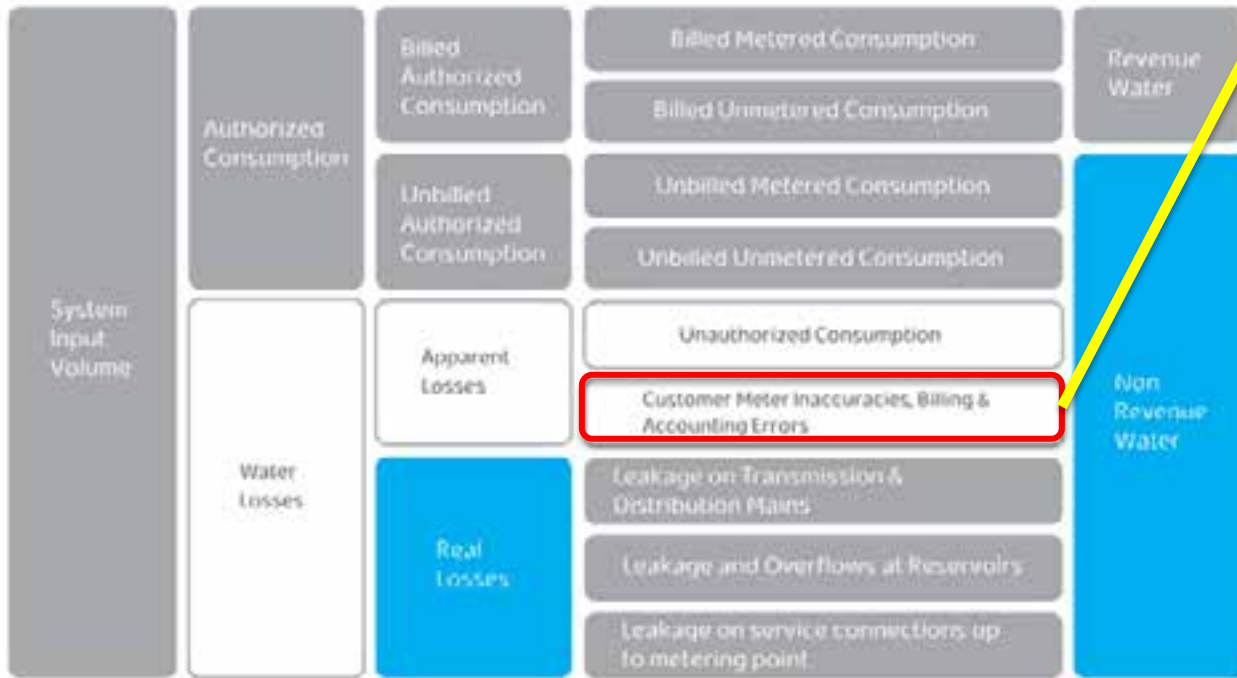 System
Input
Volume
Authorized
Consumption
Water
Losses
Billed
Authorized
Consumption
Unbilled
Authorized
Consumption
Apparent
Losses
Real
Losses
Billed Metered Consumption
Billed Unmetered Consumption
Unbilled Metered Consumption
Unbilled Unmetered Consumption
Unauthorized Consumption
Customer Meter Inaccuracies, Billing &
Accounting Errors
Leakage on Transmission &
Distribution Mains
Leakage and Overflows at Reservoirs
Leakage on service connections up
to metering point
Revenue
Water
Non
Revenue
Water